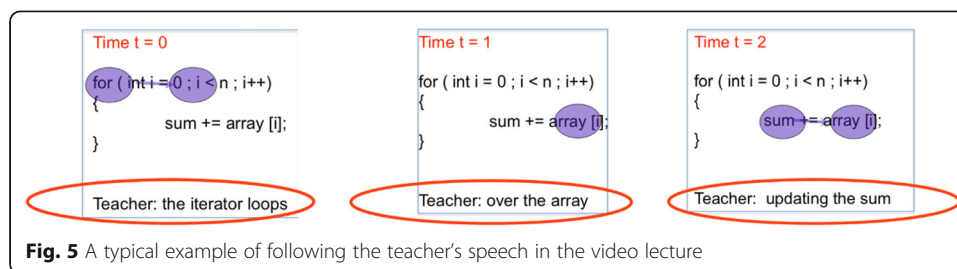 Time t = 0
for ( int i = 0 ; i < n ; i++)
{
sum += array [i];
}
Teacher: the iterator loops
Time t = 1
for ( int i = 0 ; i < n ; i++)
{
sum += array [i];
}
Teacher: over the array
Time t = 2
for ( int i = 0 ; i < n ; i++)
{
sum += array [i];
}
Teacher: updating the sum
Fig. 5 A typical example of following the teacher's speech in the video lecture